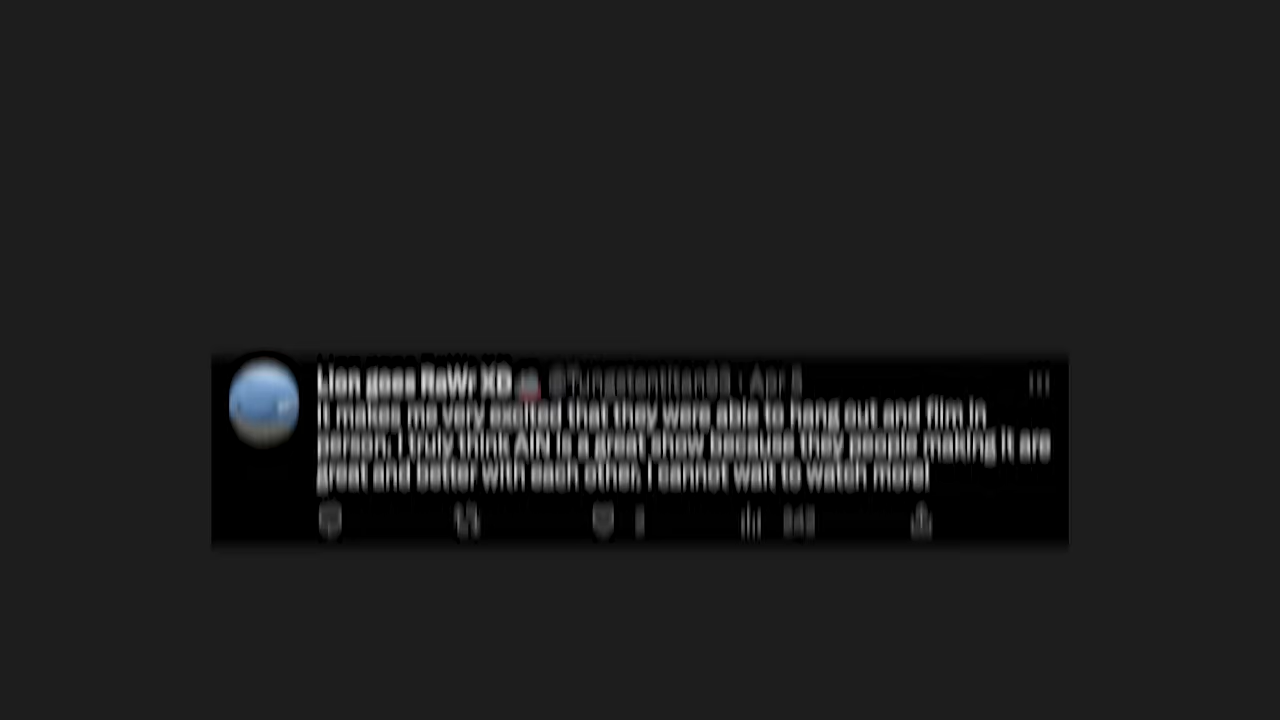 Lion goes RaWr XD
It makes me very excited that they were able to hang out and film in
person. I truly think AIN is a great show because they people making it are
great and better with each other. I cannot wait to watch more!